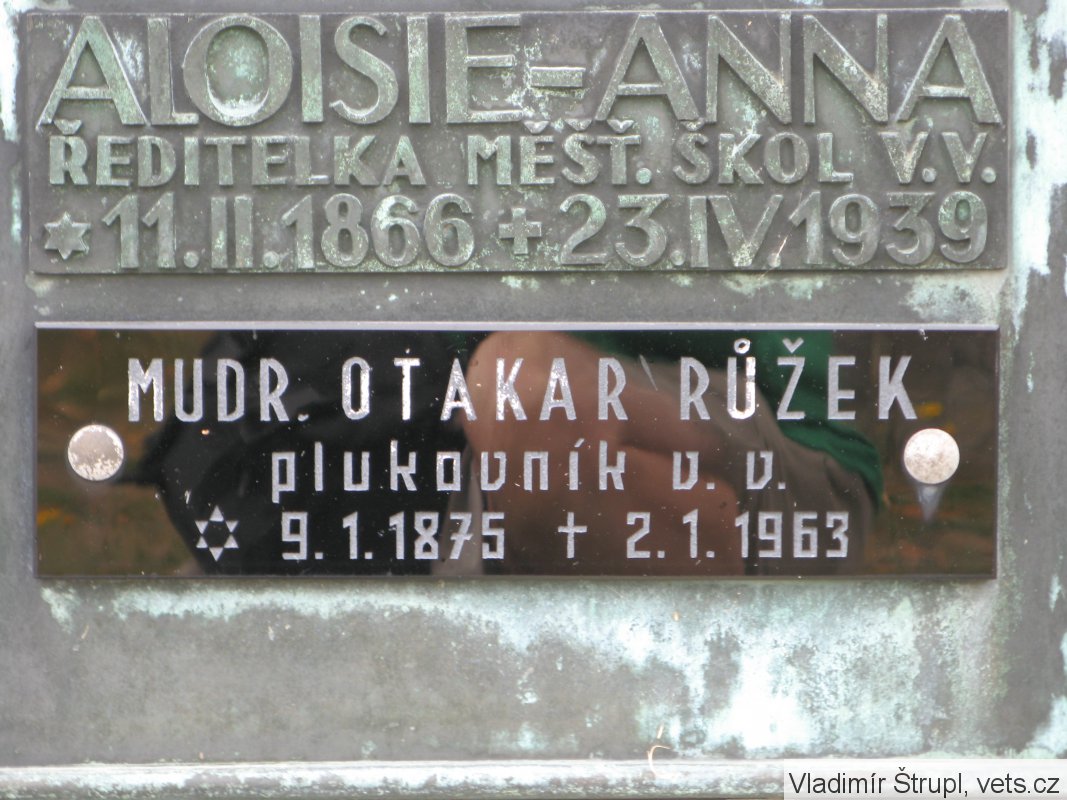 ALOISIE=ANNA
ŘEDITELKA MĚŠŤ. ŠKOL V.V.
✡ 11.II.1866 + 23.IV 1939
MUDR. OTAKAR RŮŽEK
plukovník v. v.
✡ 9.1.1875 † 2.1.1963
Vladimír Štrupl, vets.cz